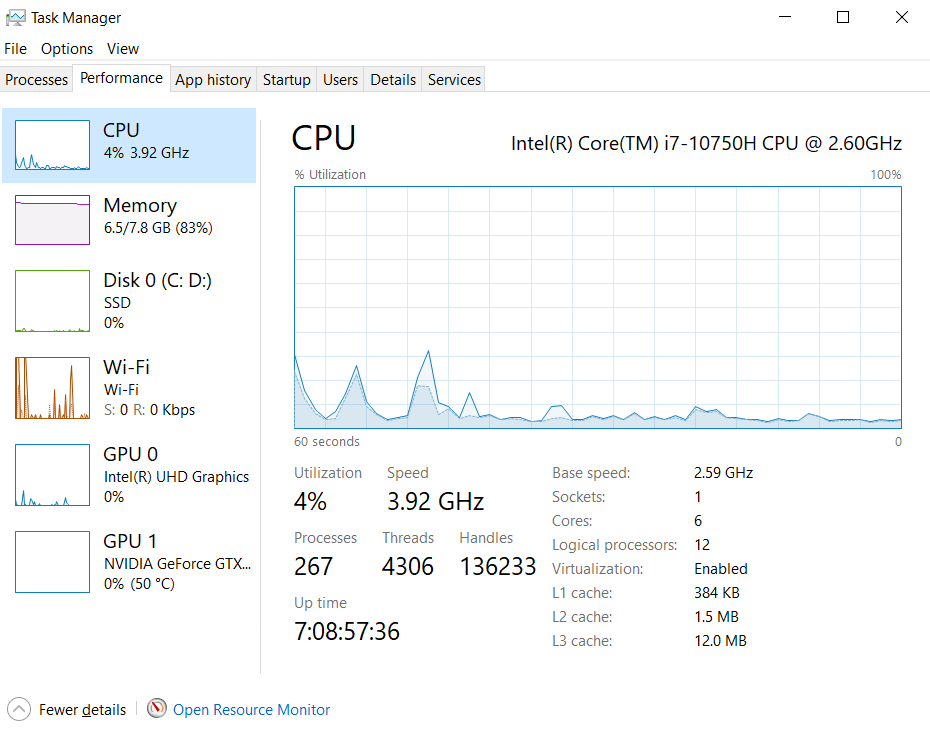 Task Manager
File Options View
Processes Performance App history Startup Users Details Services
CPU
4% 3.92 GHz
Memory
6.5/7.8 GB (83%)
Disk 0 (C: D:)
SSD
0%
Wi-Fi
Wi-Fi
S: 0 R: 0 Kbps
GPU 0
Intel(R) UHD Graphics
0%
GPU 1
NVIDIA GeForce GTX...
0% (50 °C)
CPU Intel(R) Core(TM) i7-10750H CPU @ 2.60GHz
% Utilization 100%
60 seconds 0
Utilization Speed
4% 3.92 GHz
Processes Threads Handles
267 4306 136233
Up time
7:08:57:36
Base speed: 2.59 GHz
Sockets: 1
Cores: 6
Logical processors: 12
Virtualization: Enabled
L1 cache: 384 KB
L2 cache: 1.5 MB
L3 cache: 12.0 MB
Fewer details Open Resource Monitor